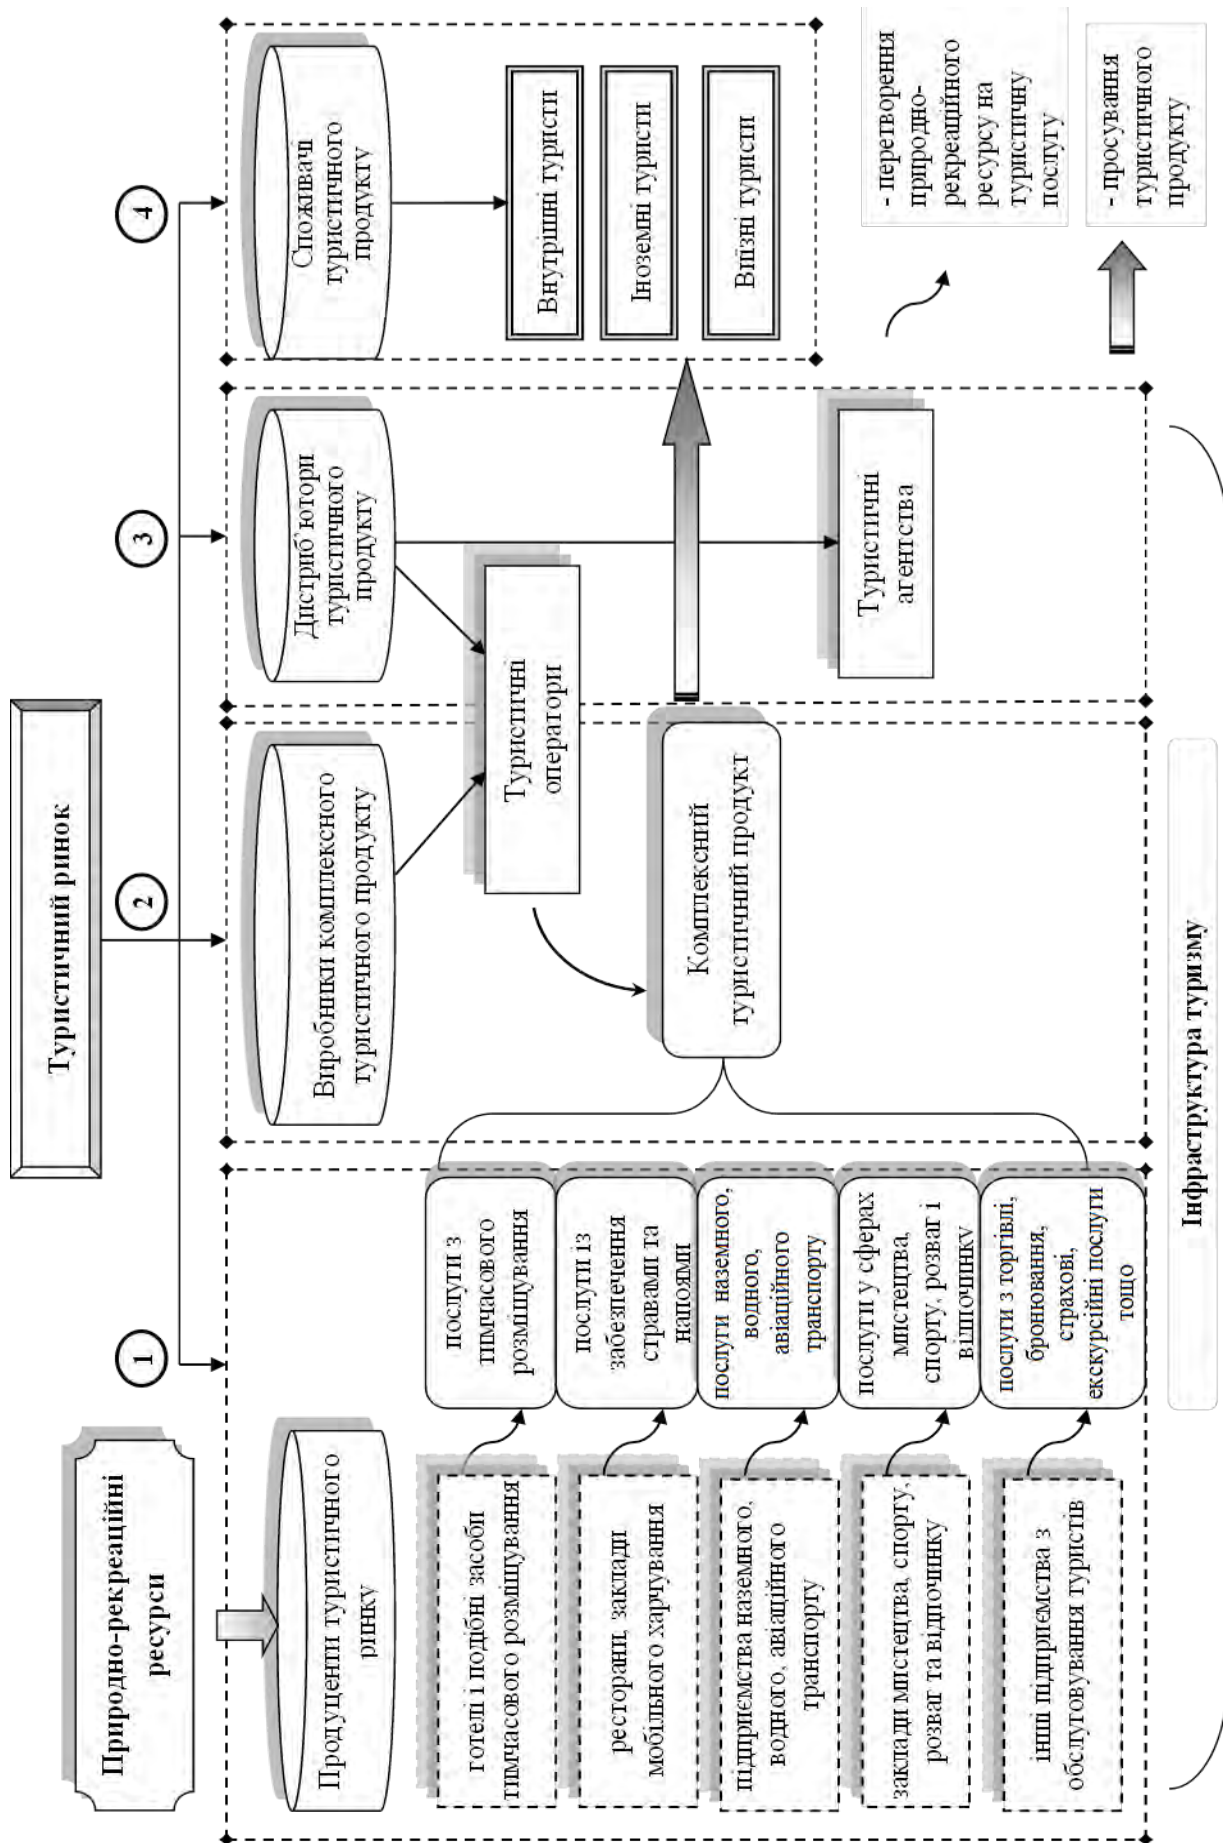 Туристичний ринок
Природно-рекреаційні
ресурси
1
2
3
4
Продуценти туристичного
ринку
Виробники комплексного
туристичного продукту
Дистриб`ютори
туристичного
продукту
Споживачі
туристичного
продукту
готелі і подібні засоби
тимчасового розміщування
послуги з
тимчасового
розміщування
Туристичні
оператори
Внутрішні туристи
ресторани, заклади
мобільного харчування
послуги із
забезпечення
стравами та
напоями
Іноземні туристи
підприємства наземного,
водного, авіаційного
транспорту
послуги наземного,
водного,
авіаційного
транспорту
Комплексний
туристичний продукт
Виїзні туристи
заклади мистецтва, спорту,
розваг та відпочинку
послуги у сферах
мистецтва,
спорту, розваг і
відпочинку
Туристичні
агентства
інші підприємства з
обслуговування туристів
послуги з торгівлі,
бронювання,
страхові,
екскурсійні послуги
тощо
- перетворення
природно-
рекреаційного
ресурсу на
туристичну
послугу
- просування
туристичного
продукту
Інфраструктура туризму